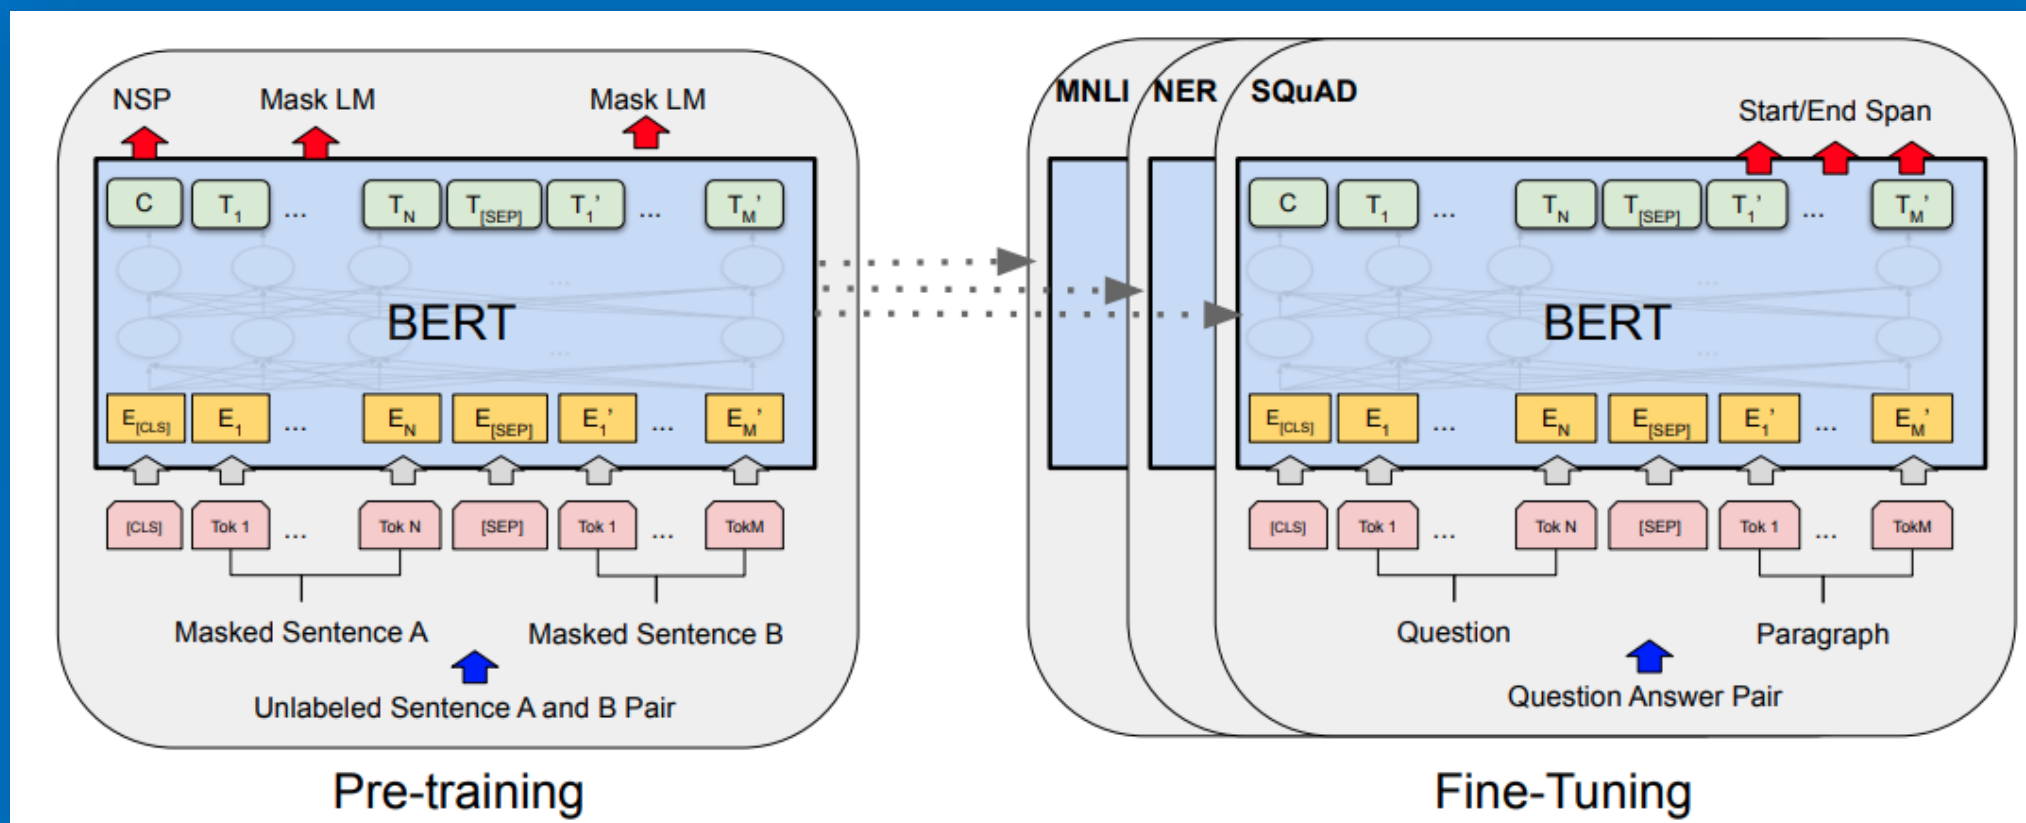 NSP Mask LM Mask LM
C T1 ... TN T[SEP] T1' ... TM'
...
BERT
...
E[CLS] E1 ... EN E[SEP] E1' ... EM'
[CLS] Tok 1 ... Tok N [SEP] Tok 1 ... TokM
Masked Sentence A Masked Sentence B
Unlabeled Sentence A and B Pair
Pre-training
MNLI NER SQuAD
Start/End Span
C T1 ... TN T[SEP] T1' ... TM'
...
BERT
...
E[CLS] E1 ... EN E[SEP] E1' ... EM'
[CLS] Tok 1 ... Tok N [SEP] Tok 1 ... TokM
Question Paragraph
Question Answer Pair
Fine-Tuning